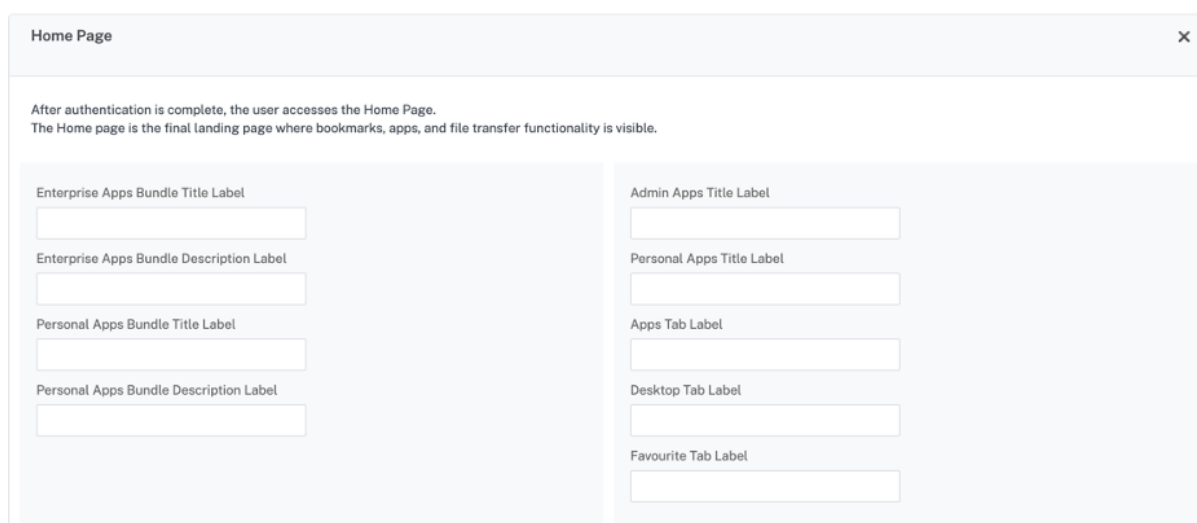 Home Page
After authentication is complete, the user accesses the Home Page.
The Home page is the final landing page where bookmarks, apps, and file transfer functionality is visible.
Enterprise Apps Bundle Title Label
Enterprise Apps Bundle Description Label
Personal Apps Bundle Title Label
Personal Apps Bundle Description Label
Admin Apps Title Label
Personal Apps Title Label
Apps Tab Label
Desktop Tab Label
Favourite Tab Label